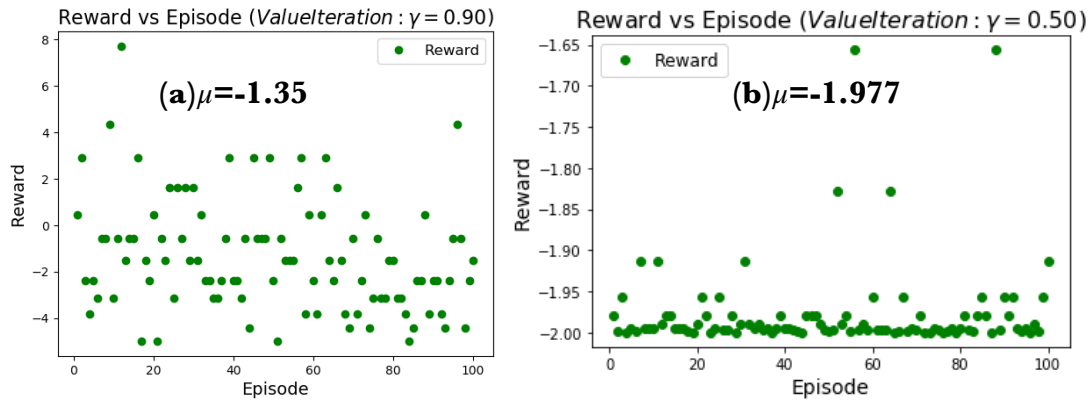 Reward vs Episode (ValueIteration : γ = 0.90)
8
6
4
2
0
−2
−4
Reward
Reward
(a)μ=-1.35
0
20
40
60
80
100
Episode
Reward vs Episode (ValueIteration : γ = 0.50)
−1.65
−1.70
−1.75
−1.80
−1.85
−1.90
−1.95
−2.00
Reward
Reward
(b)μ=-1.977
0
20
40
60
80
100
Episode